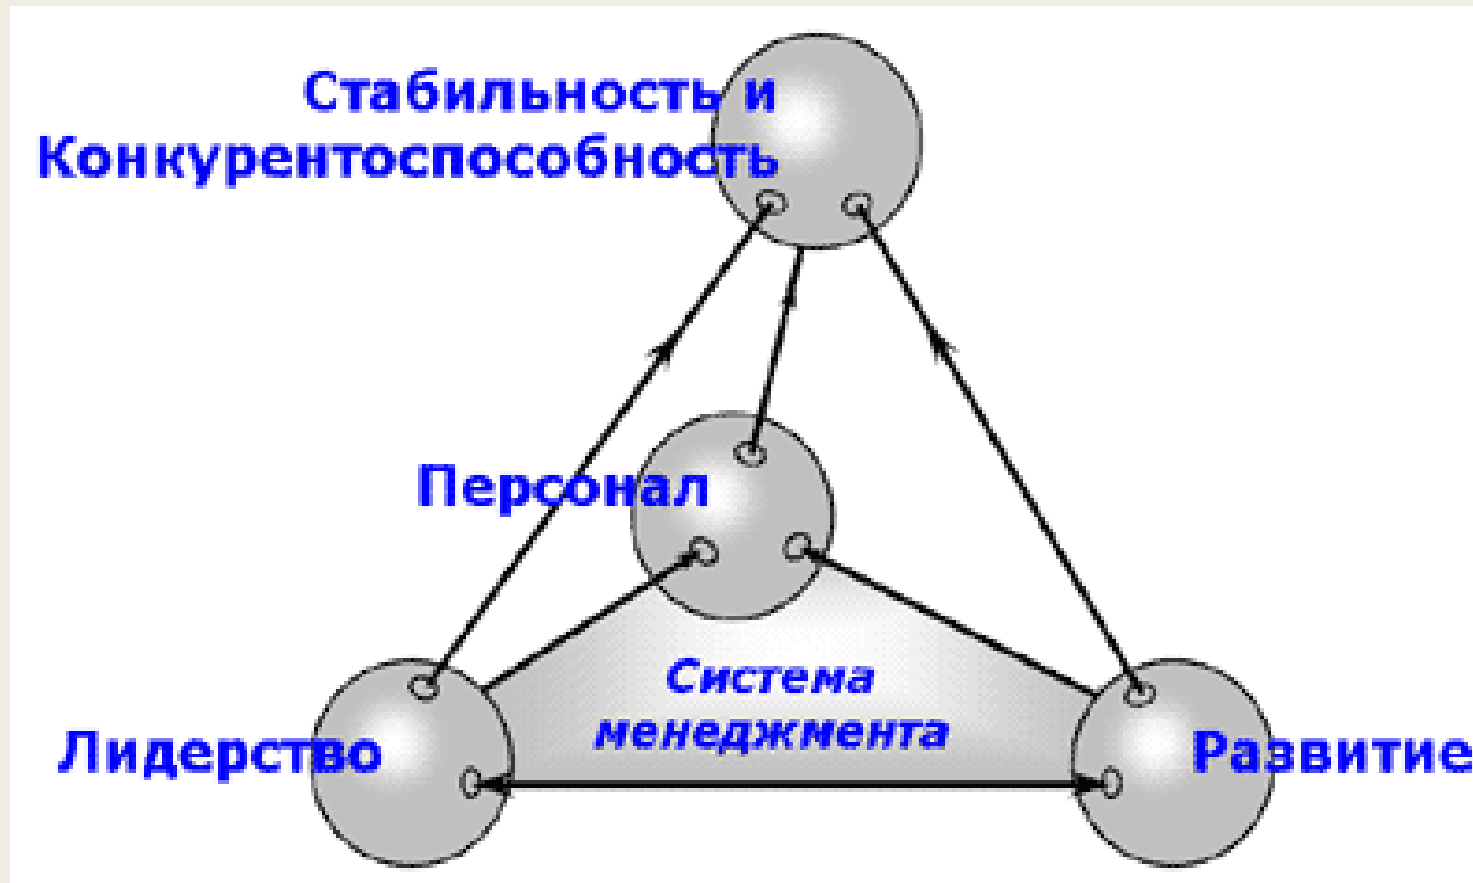 Стабильность и
Конкурентоспособность
Персонал
Система
менеджмента
Лидерство
Развитие